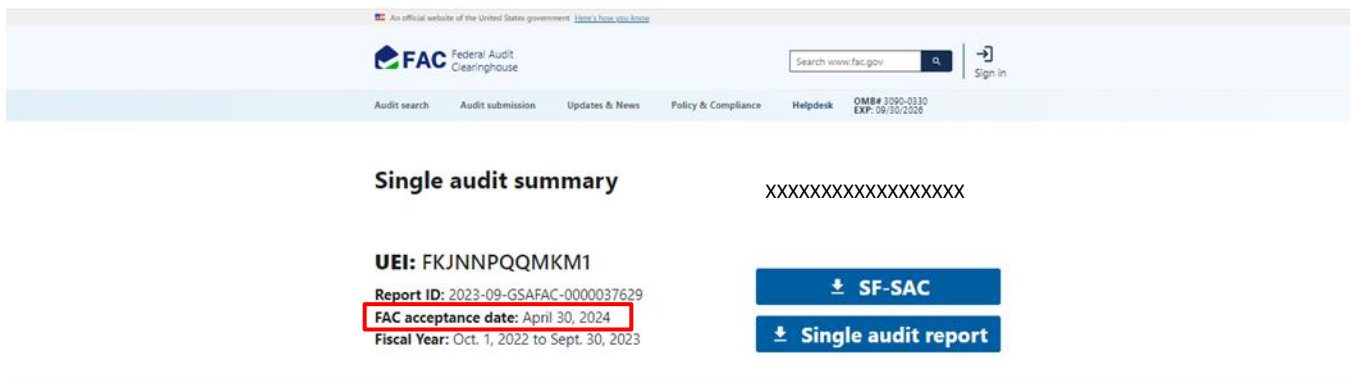 An official website of the United States government Here's how you know
FAC Federal Audit
Clearinghouse
Search www.fac.gov
Sign in
Audit search Audit submission Updates & News Policy & Compliance Helpdesk OMB# 3090-0330
EXP: 09/30/2026
Single audit summary
XXXXXXXXXXXXXXXXXX
UEI: FKJNNPQQMKM1
Report ID: 2023-09-GSAFAC-0000037629
FAC acceptance date: April 30, 2024
Fiscal Year: Oct. 1, 2022 to Sept. 30, 2023
SF-SAC
Single audit report